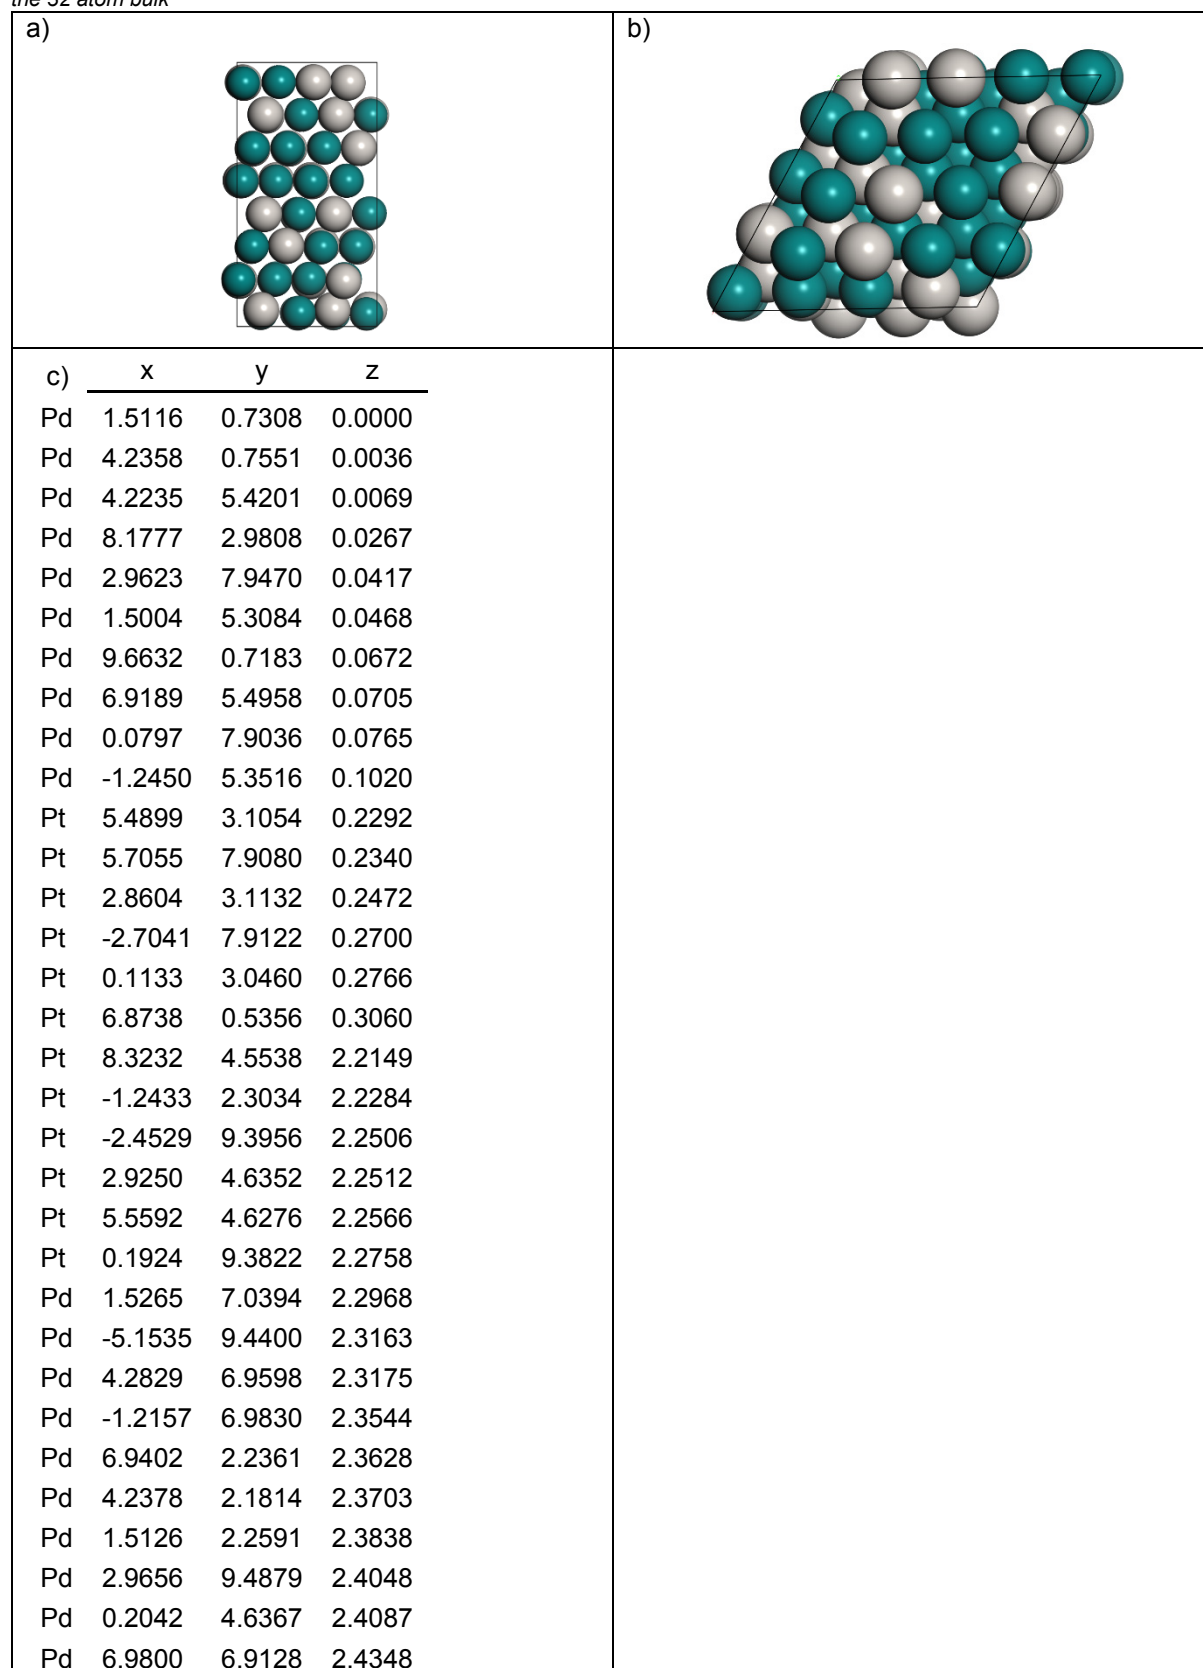 the 32 atom bulk
a)
b)
c) x y z
Pd 1.5116 0.7308 0.0000
Pd 4.2358 0.7551 0.0036
Pd 4.2235 5.4201 0.0069
Pd 8.1777 2.9808 0.0267
Pd 2.9623 7.9470 0.0417
Pd 1.5004 5.3084 0.0468
Pd 9.6632 0.7183 0.0672
Pd 6.9189 5.4958 0.0705
Pd 0.0797 7.9036 0.0765
Pd -1.2450 5.3516 0.1020
Pt 5.4899 3.1054 0.2292
Pt 5.7055 7.9080 0.2340
Pt 2.8604 3.1132 0.2472
Pt -2.7041 7.9122 0.2700
Pt 0.1133 3.0460 0.2766
Pt 6.8738 0.5356 0.3060
Pt 8.3232 4.5538 2.2149
Pt -1.2433 2.3034 2.2284
Pt -2.4529 9.3956 2.2506
Pt 2.9250 4.6352 2.2512
Pt 5.5592 4.6276 2.2566
Pt 0.1924 9.3822 2.2758
Pd 1.5265 7.0394 2.2968
Pd -5.1535 9.4400 2.3163
Pd 4.2829 6.9598 2.3175
Pd -1.2157 6.9830 2.3544
Pd 6.9402 2.2361 2.3628
Pd 4.2378 2.1814 2.3703
Pd 1.5126 2.2591 2.3838
Pd 2.9656 9.4879 2.4048
Pd 0.2042 4.6367 2.4087
Pd 6.9800 6.9128 2.4348